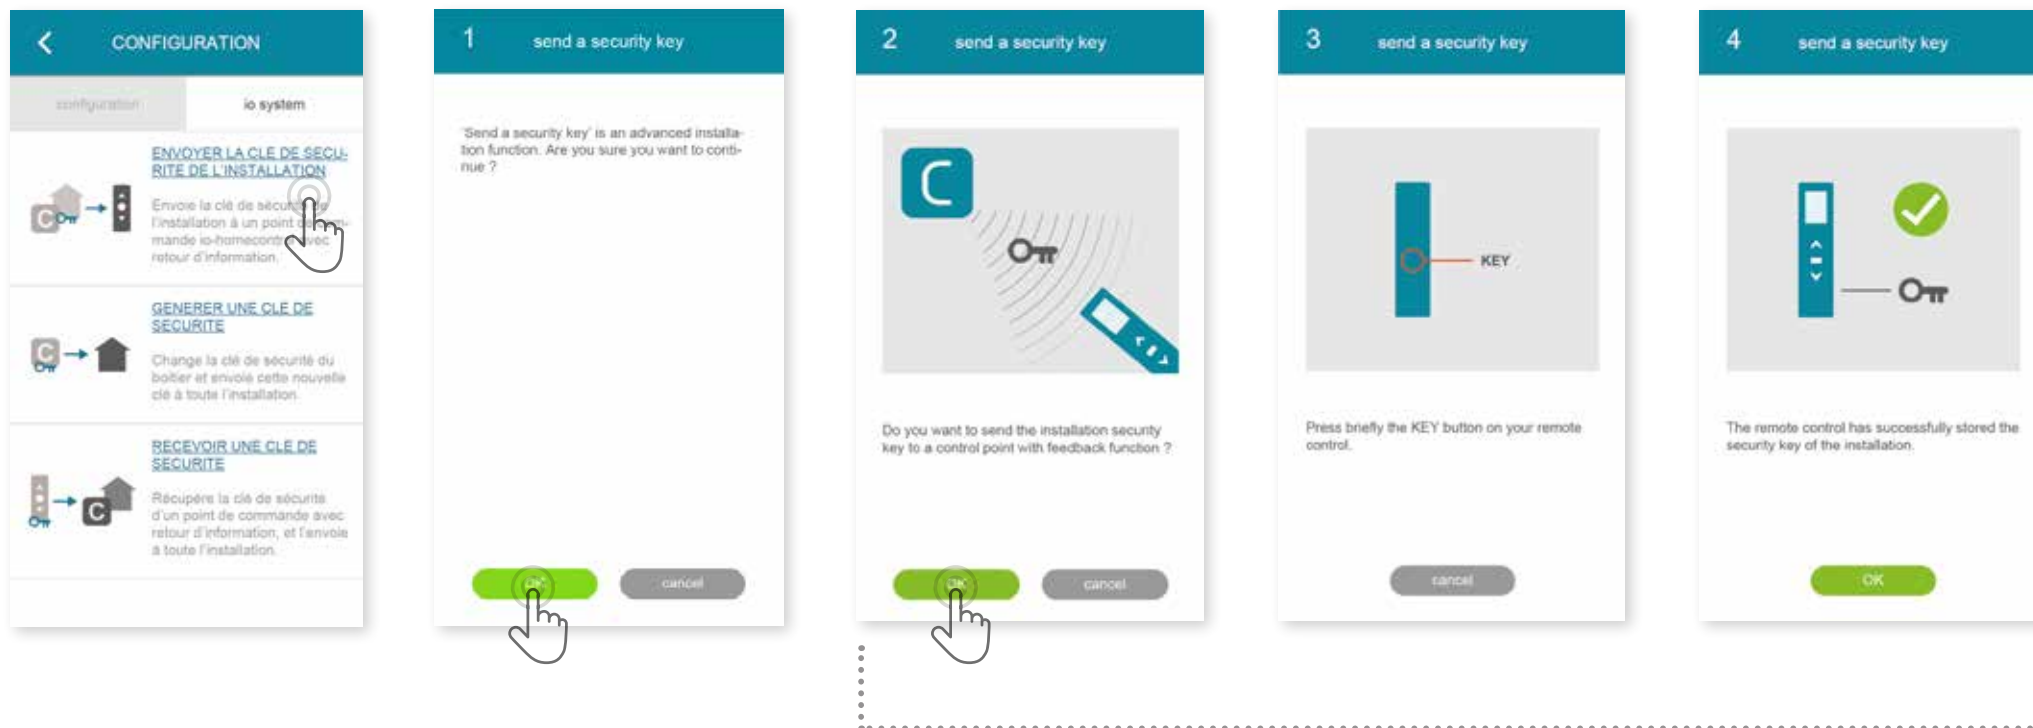 CONFIGURATION
configuration
io system
ENVOYER LA CLE DE SECU-
RITE DE L'INSTALLATION
Envoie la clé de sécurité de
l'installation à un point de com-
mande io-homecontrol avec
retour d'information.
GENERER UNE CLE DE
SECURITE
Change la clé de sécurité du
boitier et envoie cette nouvelle
clé à toute l'installation.
RECEVOIR UNE CLE DE
SECURITE
Récupère la clé de sécurité
d'un point de commande avec
retour d'information, et l'envoie
à toute l'installation.
C
C
C
1
send a security key
'Send a security key' is an advanced installa-
tion function. Are you sure you want to conti-
nue ?
OK
cancel
2
send a security key
C
Do you want to send the installation security
key to a control point with feedback function ?
OK
cancel
3
send a security key
KEY
Press briefly the KEY button on your remote
control.
cancel
4
send a security key
The remote control has successfully stored the
security key of the installation.
OK